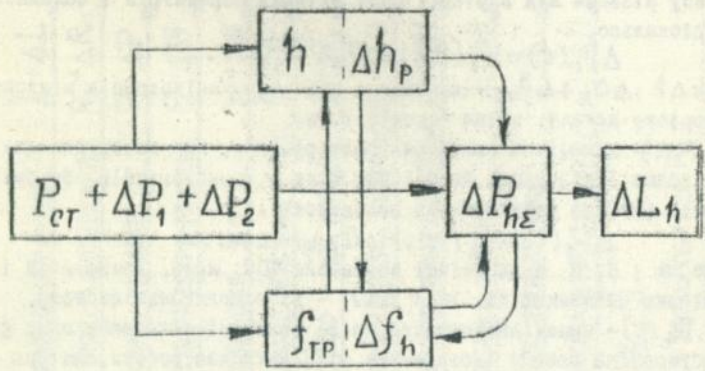 h Δh_р
P_ст + ΔP_1 + ΔP_2 ΔP_hΣ ΔL_h
f_тр Δf_h